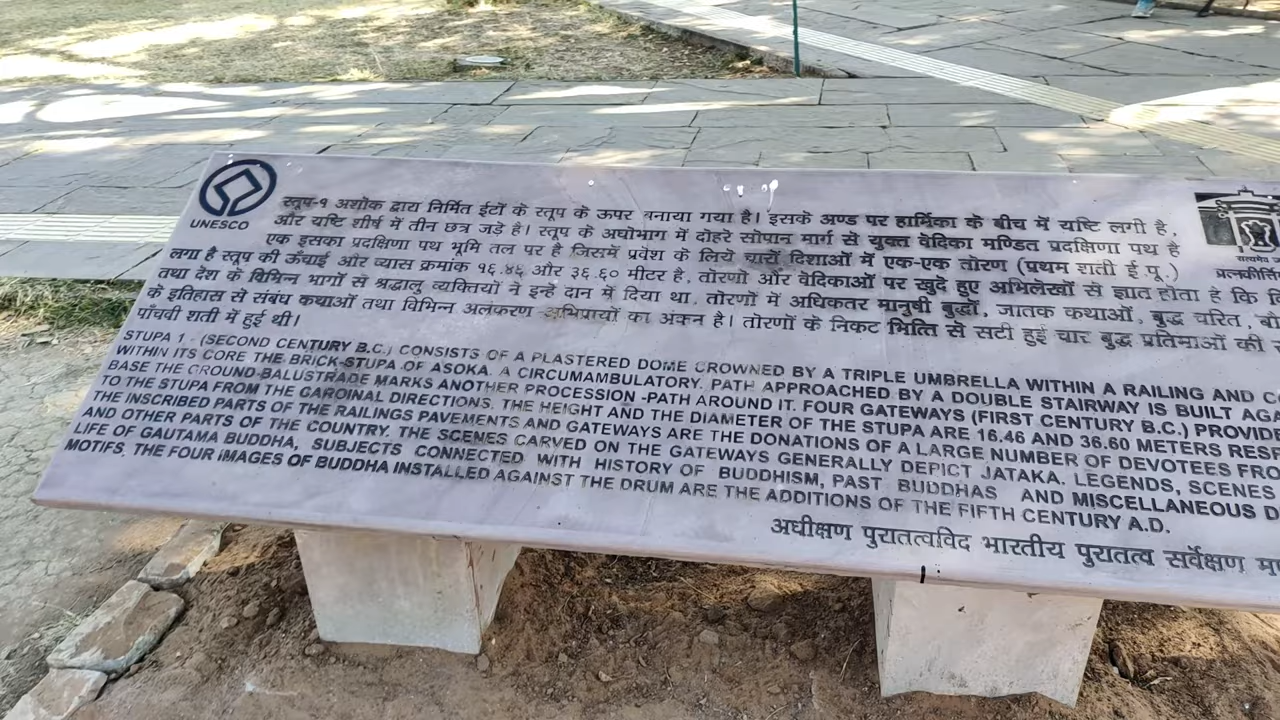 UNESCO
स्तूप-१ अशोक द्वारा निर्मित ईटों के स्तूप के ऊपर बनाया गया है। इसके अण्ड पर हार्मिका के बीच में यष्टि लगी है,
और यष्टि शीर्ष में तीन छत्र जड़े है। स्तूप के अधोभाग में दोहरे सोपान मार्ग से युक्त वेदिका मण्डित प्रदक्षिणा पथ है
एक इसका प्रदक्षिणा पथ भूमि तल पर है जिसमें प्रवेश के लिये चारों दिशाओं में एक-एक तोरण (प्रथम शती ई.पू.)
लगा है स्तूप की ऊँचाई और व्यास क्रमांक १६.४६ और ३६.६० मीटर है, तोरणों और वेदिकाओं पर खुदे हुए अभिलेखों से ज्ञात होता है कि
तथा देश के विभिन्न भागों से श्रद्धालु व्यक्तियों ने इन्हें दान में दिया था, तोरणों में अधिकतर मानुषी बुद्धों, जातक कथाओं, बुद्ध चरित,
के इतिहास से संबंध कथाओं तथा विभिन्न अलंकरण अभिप्रायों का अंकन है। तोरणों के निकट भित्ति से सटी हुई चार बुद्ध प्रतिमाओं की
पाँचवी शती में हुई थी।
STUPA 1 - (SECOND CENTURY B.C.) CONSISTS OF A PLASTERED DOME CROWNED BY A TRIPLE UMBRELLA WITHIN A RAILING AND
WITHIN ITS CORE THE BRICK-STUPA OF ASOKA. A CIRCUMAMBULATORY. PATH APPROACHED BY A DOUBLE STAIRWAY IS BUILT
BASE THE GROUND-BALUSTRADE MARKS ANOTHER PROCESSION -PATH AROUND IT. FOUR GATEWAYS (FIRST CENTURY B.C.)
TO THE STUPA FROM THE CARDINAL DIRECTIONS. THE HEIGHT AND THE DIAMETER OF THE STUPA ARE 16.46 AND 36.60 METERS
THE INSCRIBED PARTS OF THE RAILINGS PAVEMENTS AND GATEWAYS ARE THE DONATIONS OF A LARGE NUMBER OF DEVOTEES
AND OTHER PARTS OF THE COUNTRY. THE SCENES CARVED ON THE GATEWAYS GENERALLY DEPICT JATAKA. LEGENDS, SCENES
LIFE OF GAUTAMA BUDDHA, SUBJECTS CONNECTED WITH HISTORY OF BUDDHISM, PAST BUDDHAS AND MISCELLANEOUS
MOTIFS. THE FOUR IMAGES OF BUDDHA INSTALLED AGAINST THE DRUM ARE THE ADDITIONS OF THE FIFTH CENTURY A.D.
अधीक्षण पुरातत्वविद भारतीय पुरातत्व सर्वेक्षण